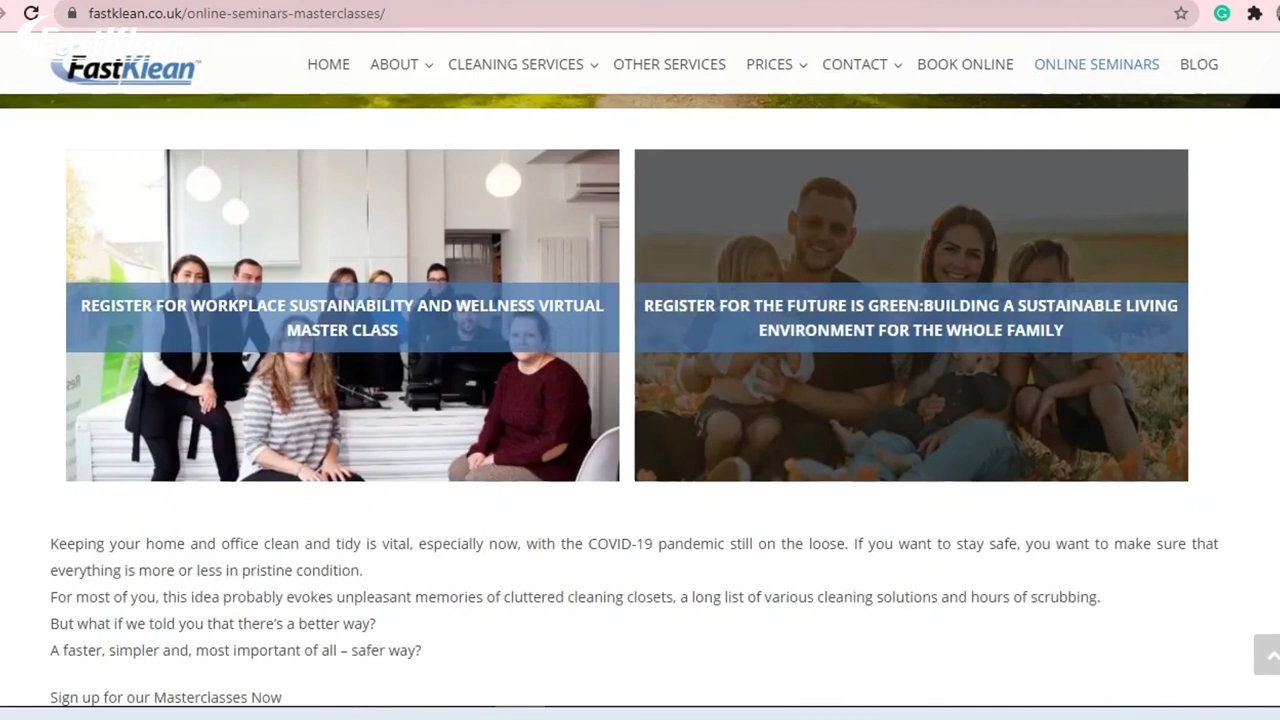 fastklean.co.uk/online-seminars-masterclasses/
FastKlean
FastKlean™
HOME ABOUT CLEANING SERVICES OTHER SERVICES PRICES CONTACT BOOK ONLINE ONLINE SEMINARS BLOG
REGISTER FOR WORKPLACE SUSTAINABILITY AND WELLNESS VIRTUAL
MASTER CLASS
REGISTER FOR THE FUTURE IS GREEN:BUILDING A SUSTAINABLE LIVING
ENVIRONMENT FOR THE WHOLE FAMILY
Keeping your home and office clean and tidy is vital, especially now, with the COVID-19 pandemic still on the loose. If you want to stay safe, you want to make sure that
everything is more or less in pristine condition.
For most of you, this idea probably evokes unpleasant memories of cluttered cleaning closets, a long list of various cleaning solutions and hours of scrubbing.
But what if we told you that there's a better way?
A faster, simpler and, most important of all – safer way?
Sign up for our Masterclasses Now